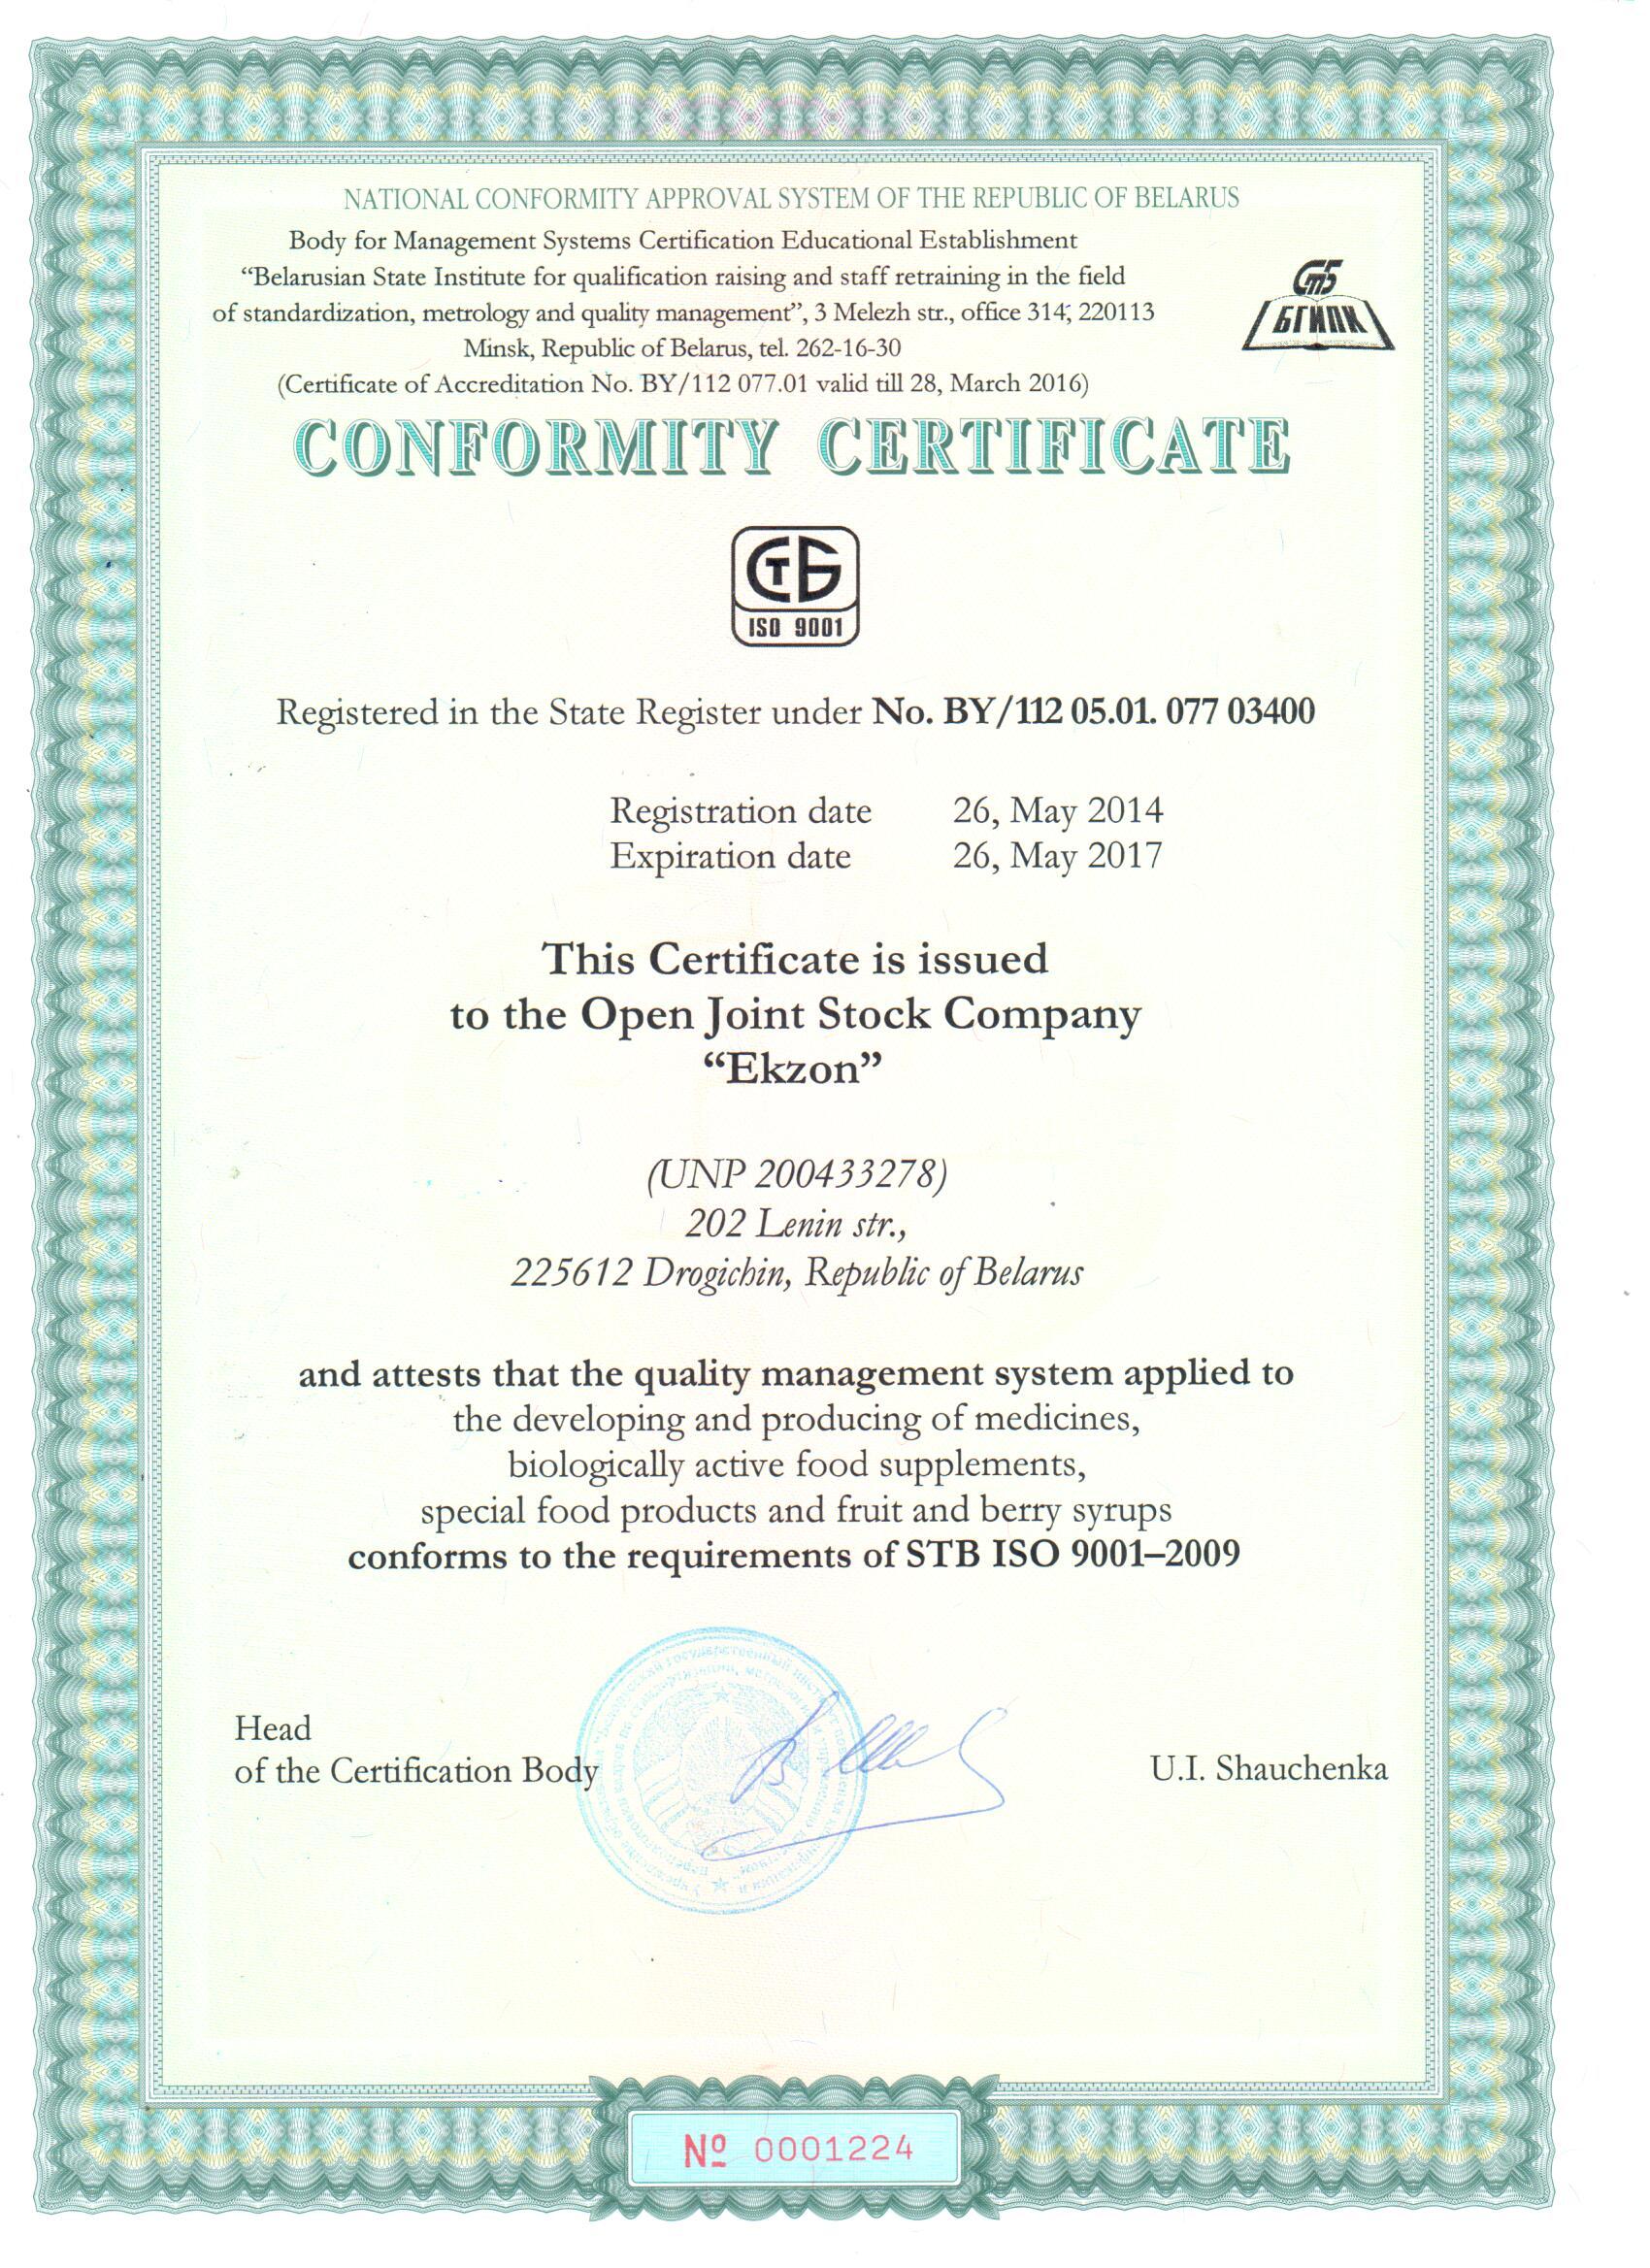 NATIONAL CONFORMITY APPROVAL SYSTEM OF THE REPUBLIC OF BELARUS
Body for Management Systems Certification Educational Establishment
“Belarusian State Institute for qualification raising and staff retraining in the field
of standardization, metrology and quality management”, 3 Melezh str., office 314, 220113
Minsk, Republic of Belarus, tel. 262-16-30
(Certificate of Accreditation No. BY/112 077.01 valid till 28, March 2016)
Стб
БГИПК
CONFORMITY CERTIFICATE
СТБ
ISO 9001
Registered in the State Register under No. BY/112 05.01. 077 03400
Registration date 26, May 2014
Expiration date 26, May 2017
This Certificate is issued
to the Open Joint Stock Company
“Ekzon”
(UNP 200433278)
202 Lenin str.,
225612 Drogichin, Republic of Belarus
and attests that the quality management system applied to
the developing and producing of medicines,
biologically active food supplements,
special food products and fruit and berry syrups
conforms to the requirements of STB ISO 9001–2009
Head
of the Certification Body
U.I. Shauchenka
№ 0001224